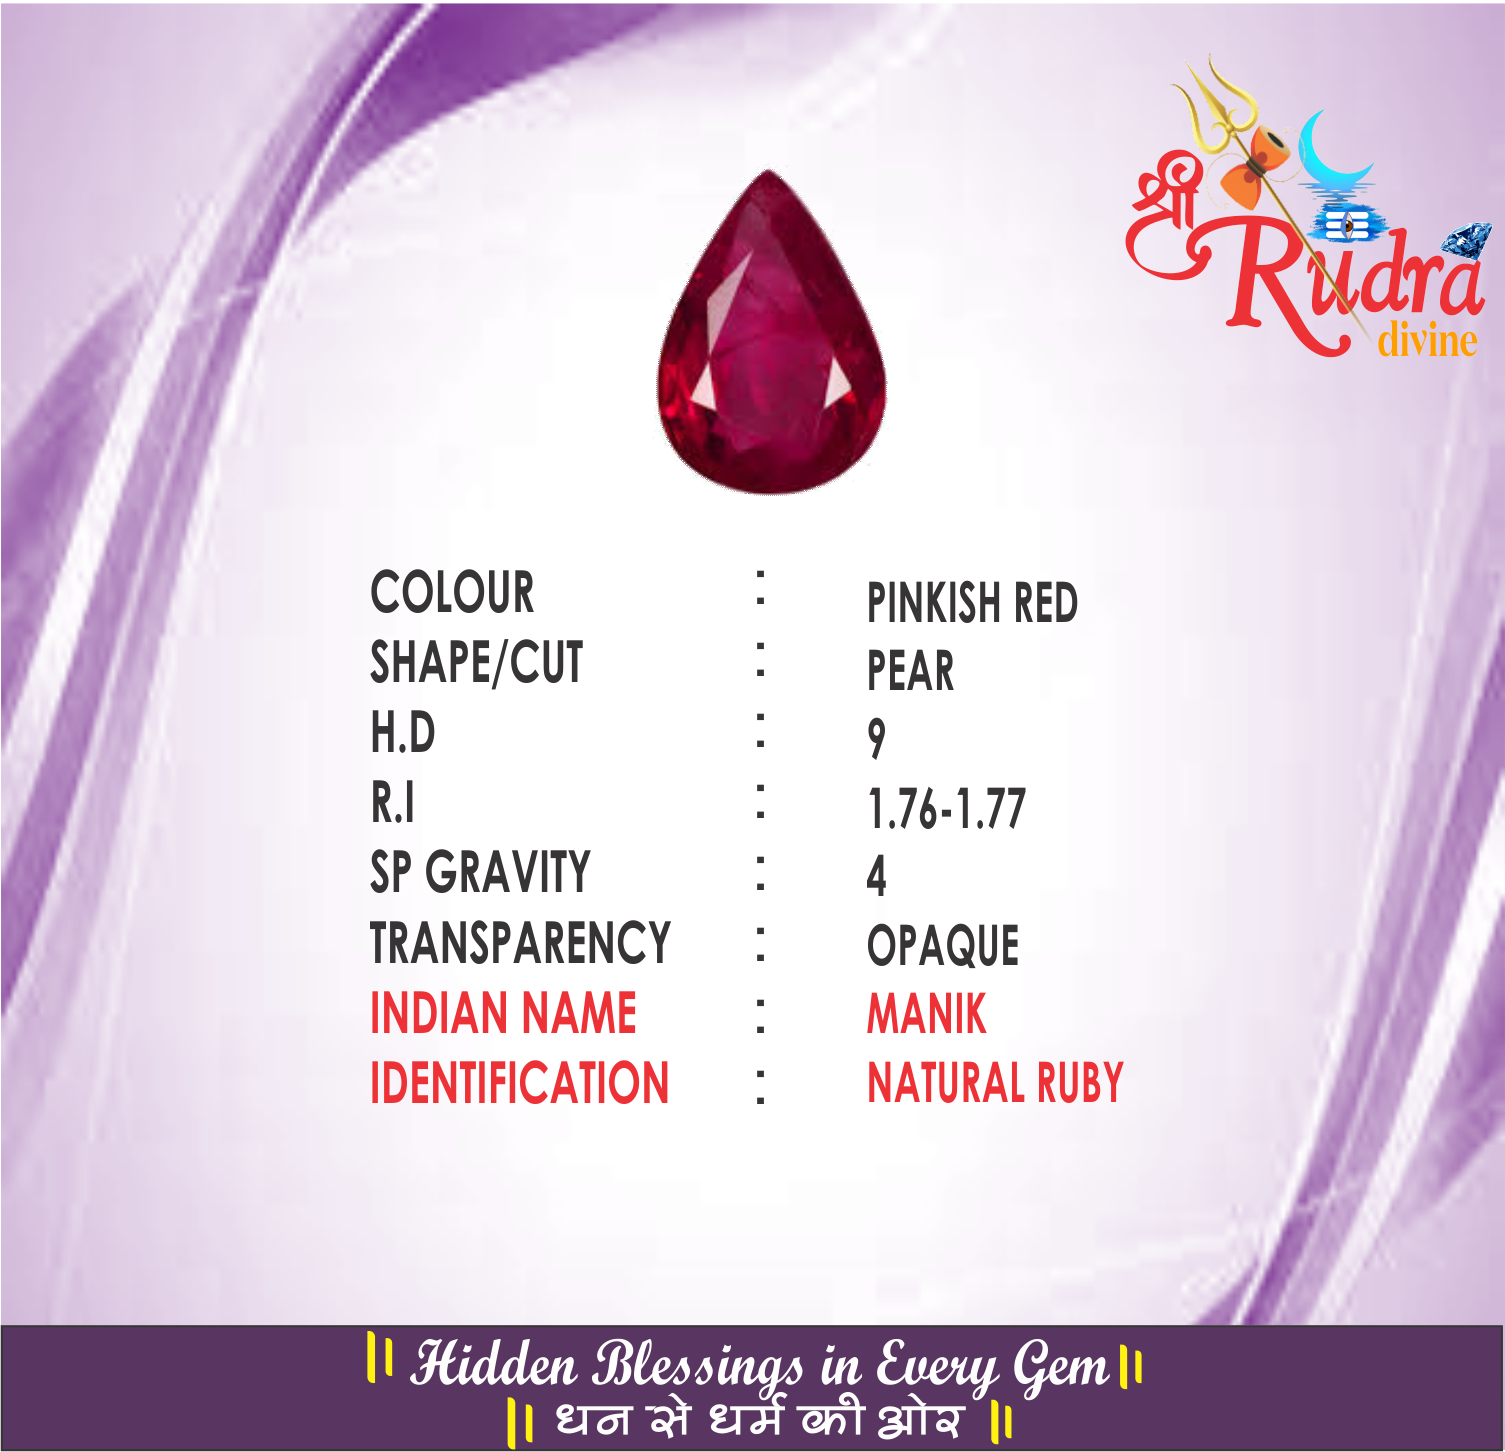 श्री Rudra
divine
COLOUR : PINKISH RED
SHAPE/CUT : PEAR
H.D : 9
R.I : 1.76-1.77
SP GRAVITY : 4
TRANSPARENCY : OPAQUE
INDIAN NAME : MANIK
IDENTIFICATION : NATURAL RUBY
|| Hidden Blessings in Every Gem ||
|| धन से धर्म की ओर ||